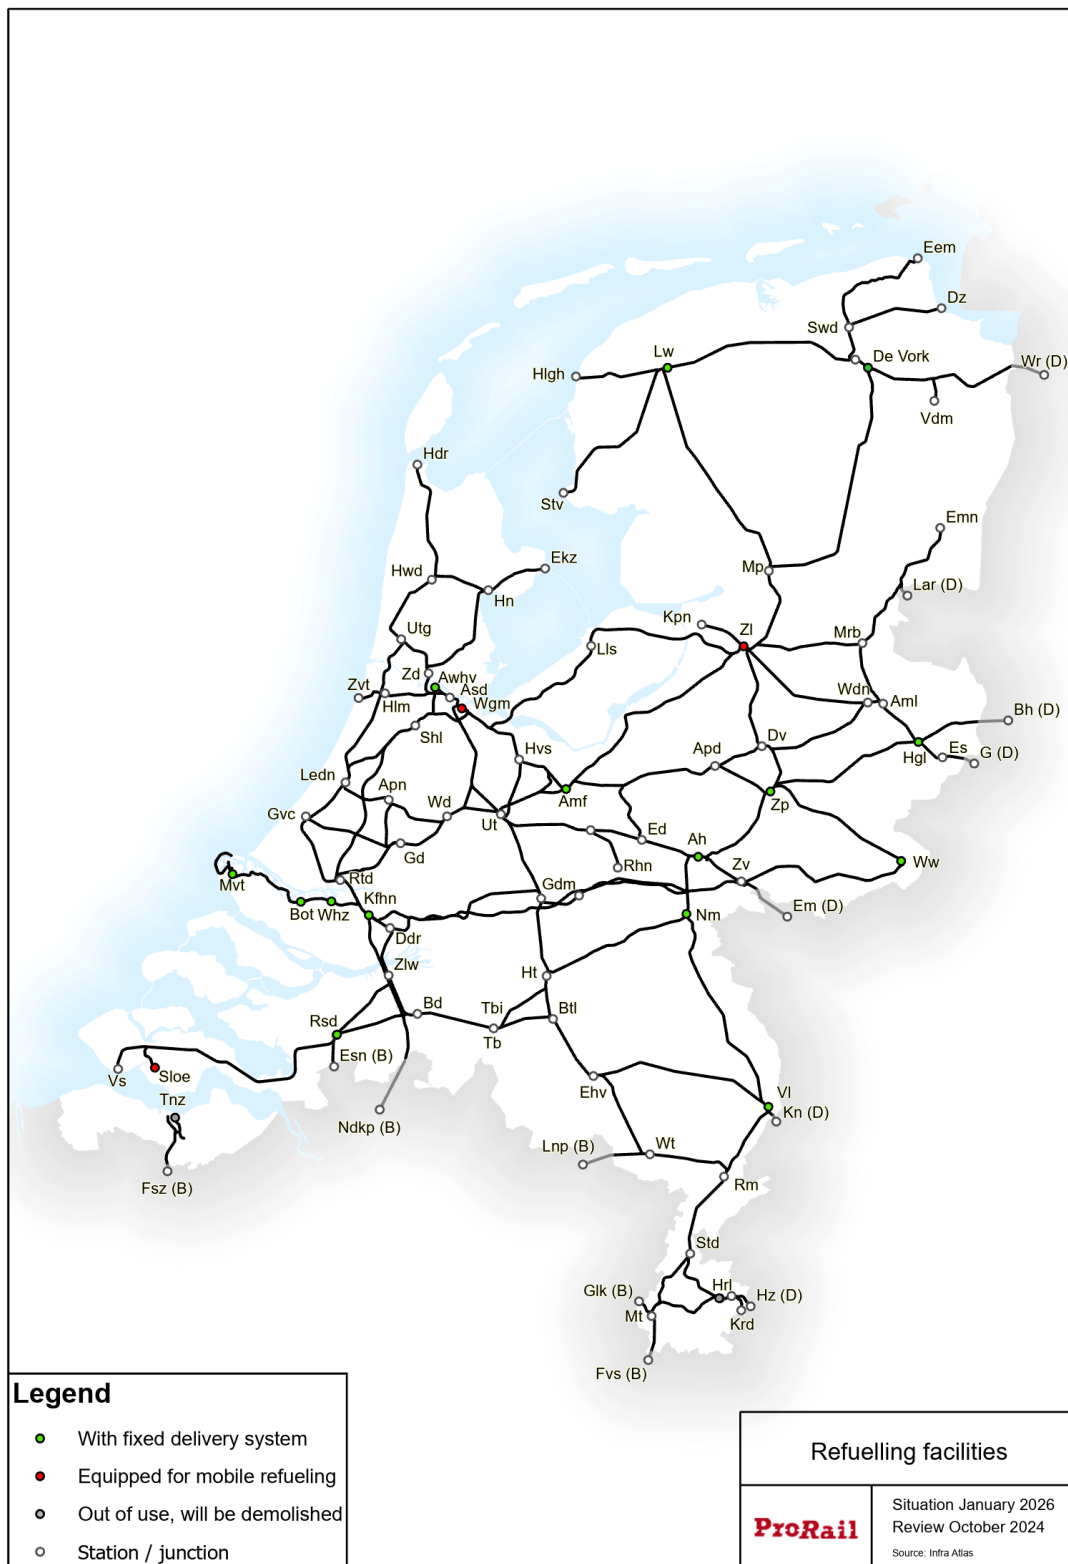 Eem
Dz
Swd
De Vork
Wr (D)
Lw
Hlgh
Vdm
Hdr
Stv
Emn
Ekz
Mp
Hwd
Hn
Lar (D)
Kpn
Zl
Mrb
Utg
Lls
Zd
Awhv
Asd
Zvt
Hlm
Wgm
Wdn
Aml
Bh (D)
Shl
Dv
Hgl
Es
G (D)
Hvs
Apd
Ledn
Apn
Wd
Amf
Zp
Gvc
Ut
Ed
Ah
Gd
Rhn
Zv
Ww
Mvt
Rtd
Kfhn
Gdm
Em (D)
Bot
Whz
Ddr
Nm
Zlw
Ht
Bd
Tbi
Btl
Rsd
Tb
Esn (B)
Vs
Sloe
Ehv
Vl
Tnz
Kn (D)
Ndkp (B)
Lnp (B)
Wt
Fsz (B)
Rm
Std
Glk (B)
Hrl
Hz (D)
Mt
Krd
Fvs (B)
Legend
With fixed delivery system
Equipped for mobile refueling
Out of use, will be demolished
Station / junction
Refuelling facilities
ProRail
Situation January 2026
Review October 2024
Source: Infra Atlas